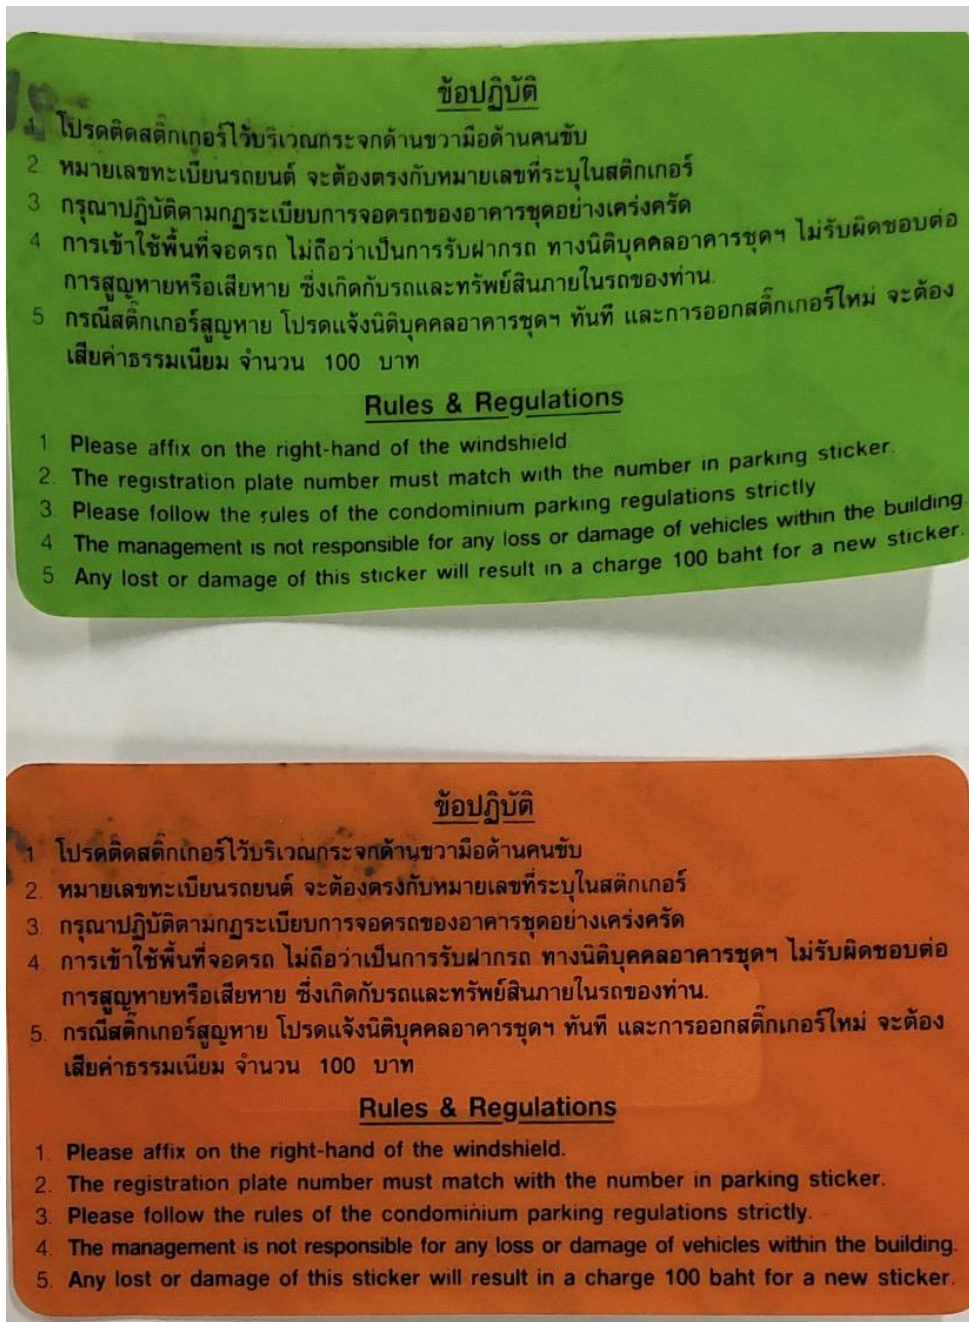 ข้อปฏิบัติ
1 โปรดติดสติ๊กเกอร์ไว้บริเวณกระจกด้านขวามือด้านคนขับ
2 หมายเลขทะเบียนรถยนต์ จะต้องตรงกับหมายเลขที่ระบุในสติกเกอร์
3 กรุณาปฏิบัติตามกฎระเบียบการจอดรถของอาคารชุดอย่างเคร่งครัด
4 การเข้าใช้พื้นที่จอดรถ ไม่ถือว่าเป็นการรับฝากรถ ทางนิติบุคคลอาคารชุดฯ ไม่รับผิดชอบต่อ
การสูญหายหรือเสียหาย ซึ่งเกิดกับรถและทรัพย์สินภายในรถของท่าน.
5 กรณีสติ๊กเกอร์สูญหาย โปรดแจ้งนิติบุคคลอาคารชุดฯ ทันที และการออกสติ๊กเกอร์ใหม่ จะต้อง
เสียค่าธรรมเนียม จำนวน 100 บาท
Rules & Regulations
1 Please affix on the right-hand of the windshield
2. The registration plate number must match with the number in parking sticker.
3. Please follow the rules of the condominium parking regulations strictly
4 The management is not responsible for any loss or damage of vehicles within the building.
5 Any lost or damage of this sticker will result in a charge 100 baht for a new sticker.
ข้อปฏิบัติ
1 โปรดติดสติ๊กเกอร์ไว้บริเวณกระจกด้านขวามือด้านคนขับ
2. หมายเลขทะเบียนรถยนต์ จะต้องตรงกับหมายเลขที่ระบุในสติกเกอร์
3. กรุณาปฏิบัติตามกฎระเบียบการจอดรถของอาคารชุดอย่างเคร่งครัด
4. การเข้าใช้พื้นที่จอดรถ ไม่ถือว่าเป็นการรับฝากรถ ทางนิติบุคคลอาคารชุดฯ ไม่รับผิดชอบต่อ
การสูญหายหรือเสียหาย ซึ่งเกิดกับรถและทรัพย์สินภายในรถของท่าน.
5. กรณีสติ๊กเกอร์สูญหาย โปรดแจ้งนิติบุคคลอาคารชุดฯ ทันที และการออกสติ๊กเกอร์ใหม่ จะต้อง
เสียค่าธรรมเนียม จำนวน 100 บาท
Rules & Regulations
1. Please affix on the right-hand of the windshield.
2. The registration plate number must match with the number in parking sticker.
3. Please follow the rules of the condominium parking regulations strictly.
4. The management is not responsible for any loss or damage of vehicles within the building.
5. Any lost or damage of this sticker will result in a charge 100 baht for a new sticker.